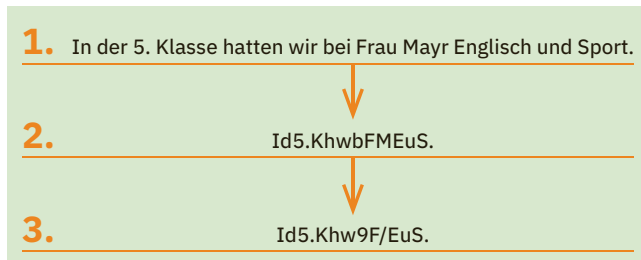 1. In der 5. Klasse hatten wir bei Frau Mayr Englisch und Sport.
2. Id5.KhwbFMEuS.
3. Id5.Khw9F/EuS.